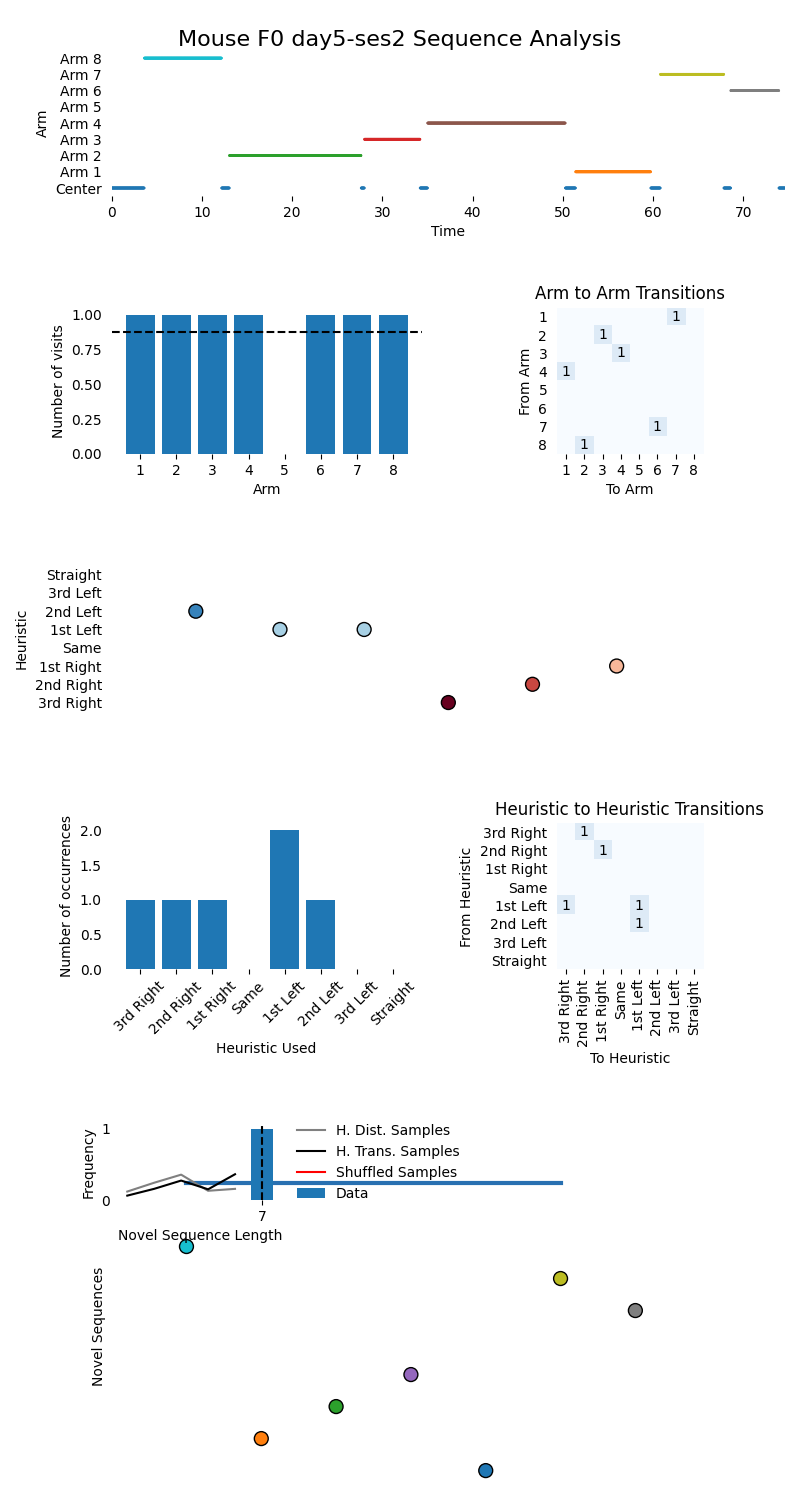 Mouse F0 day5-ses2 Sequence Analysis
Arm
Arm 8
Arm 7
Arm 6
Arm 5
Arm 4
Arm 3
Arm 2
Arm 1
Center
0 10 20 30 40 50 60 70
Time
Number of visits
1.00
0.75
0.50
0.25
0.00
1 2 3 4 5 6 7 8
Arm
Arm to Arm Transitions
From Arm
1 1
2 1
3 1
4 1
5
6
7 1
8 1
1 2 3 4 5 6 7 8
To Arm
Heuristic
Straight
3rd Left
2nd Left
1st Left
Same
1st Right
2nd Right
3rd Right
Number of occurrences
2.0
1.5
1.0
0.5
0.0
3rd Right 2nd Right 1st Right Same 1st Left 2nd Left 3rd Left Straight
Heuristic Used
Heuristic to Heuristic Transitions
From Heuristic
3rd Right 1
2nd Right 1
1st Right
Same
1st Left 1 1
2nd Left 1
3rd Left
Straight
3rd Right 2nd Right 1st Right Same 1st Left 2nd Left 3rd Left Straight
To Heuristic
Frequency
1
0
7
Novel Sequence Length
H. Dist. Samples
H. Trans. Samples
Shuffled Samples
Data
Novel Sequences